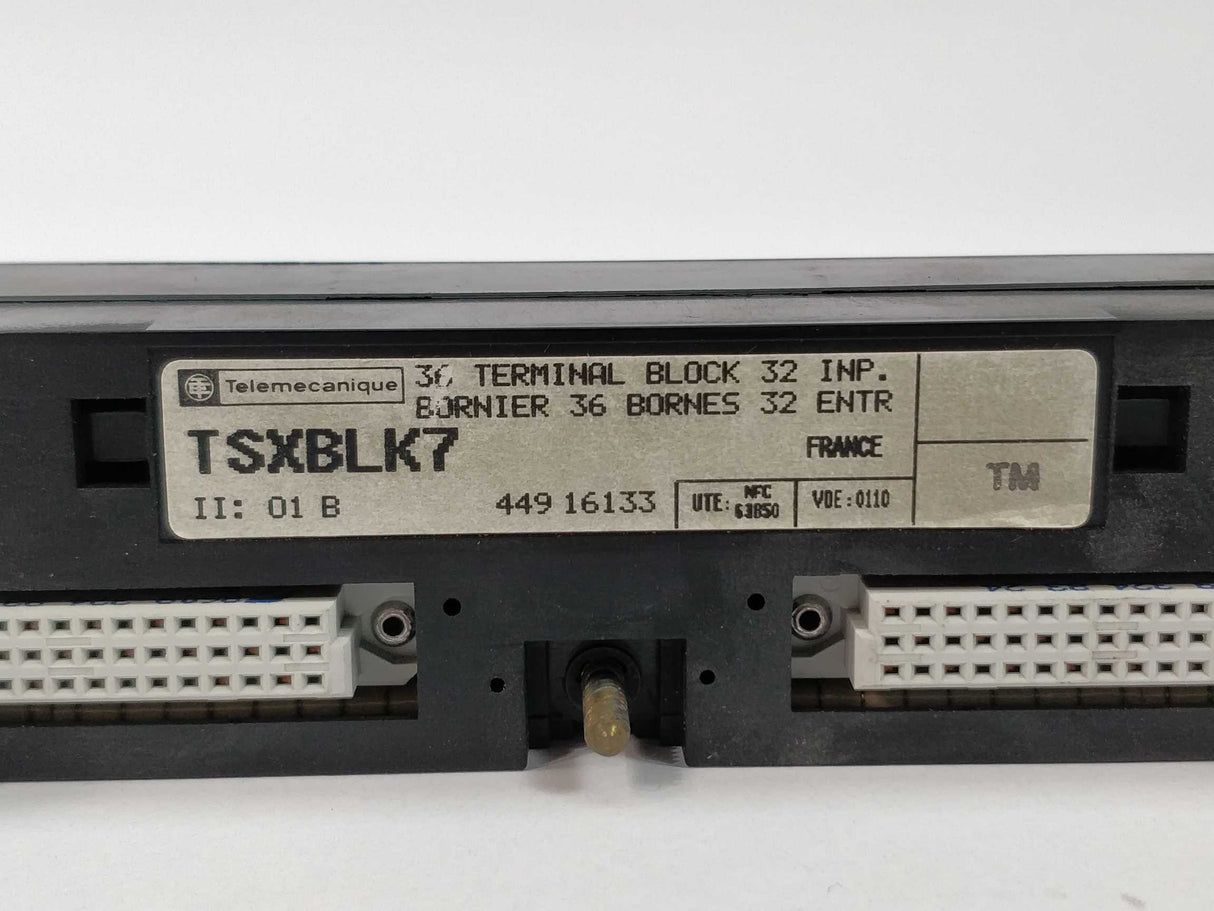 Telemecanique
36 TERMINAL BLOCK 32 INP.
BORNIER 36 BORNES 32 ENTR
TSXBLK7
FRANCE
II: 01 B
449 16133
UTE: NFC 63850
VDE: 0110
TM